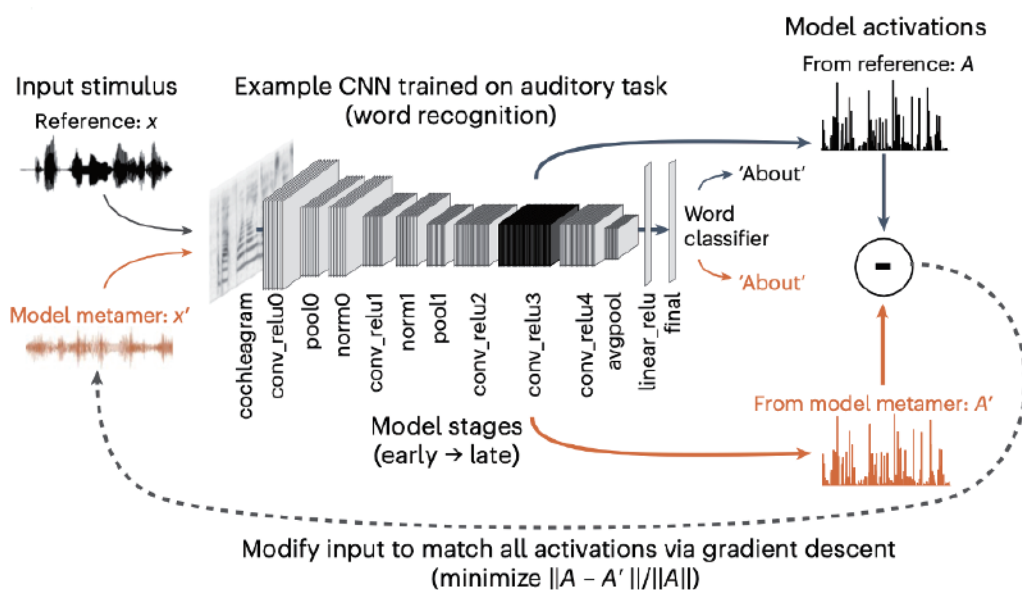 Model activations
From reference: A
Input stimulus
Reference: x
Example CNN trained on auditory task
(word recognition)
'About'
Word
classifier
'About'
-
Model metamer: x′
cochleagram
conv_relu0
pool0
norm0
conv_relu1
norm1
pool1
conv_relu2
conv_relu3
conv_relu4
avgpool
linear_relu
final
From model metamer: A′
Model stages
(early → late)
Modify input to match all activations via gradient descent
(minimize ||A – A′ ||/||A||)